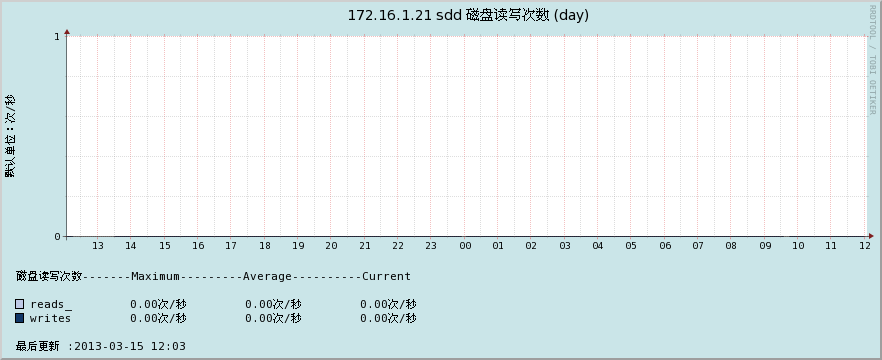 172.16.1.21 sdd 磁盘读写次数 (day)
RRDTOOL / TOBI OETIKER
默认单位：次/秒
1
0
13 14 15 16 17 18 19 20 21 22 23 00 01 02 03 04 05 06 07 08 09 10 11 12
磁盘读写次数-------Maximum---------Average----------Current
reads_ 0.00次/秒 0.00次/秒 0.00次/秒
writes 0.00次/秒 0.00次/秒 0.00次/秒
最后更新 :2013-03-15 12:03